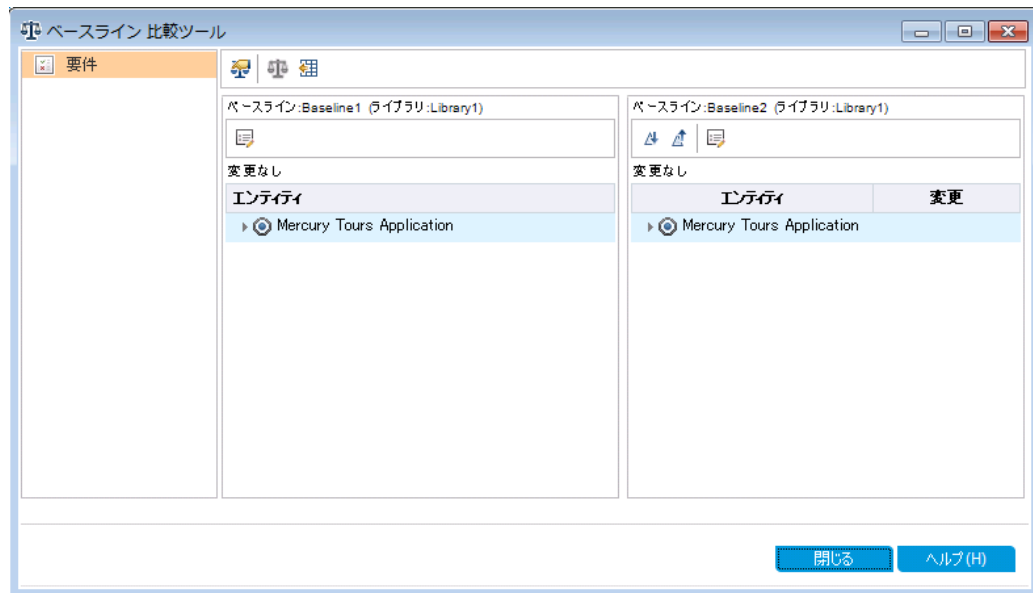 ベースライン 比較ツール
要件
ベースライン:Baseline1 (ライブラリ:Library1)
変更なし
エンティティ
Mercury Tours Application
ベースライン:Baseline2 (ライブラリ:Library1)
変更なし
エンティティ 変更
Mercury Tours Application
閉じる ヘルプ(H)